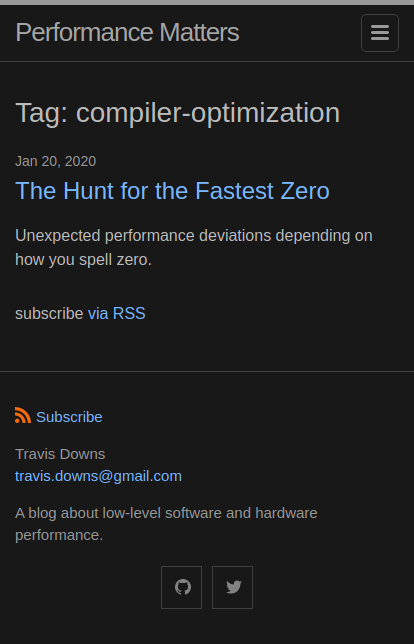 Performance Matters
Tag: compiler-optimization
Jan 20, 2020
The Hunt for the Fastest Zero
Unexpected performance deviations depending on
how you spell zero.
subscribe via RSS
Subscribe
Travis Downs
travis.downs@gmail.com
A blog about low-level software and hardware
performance.